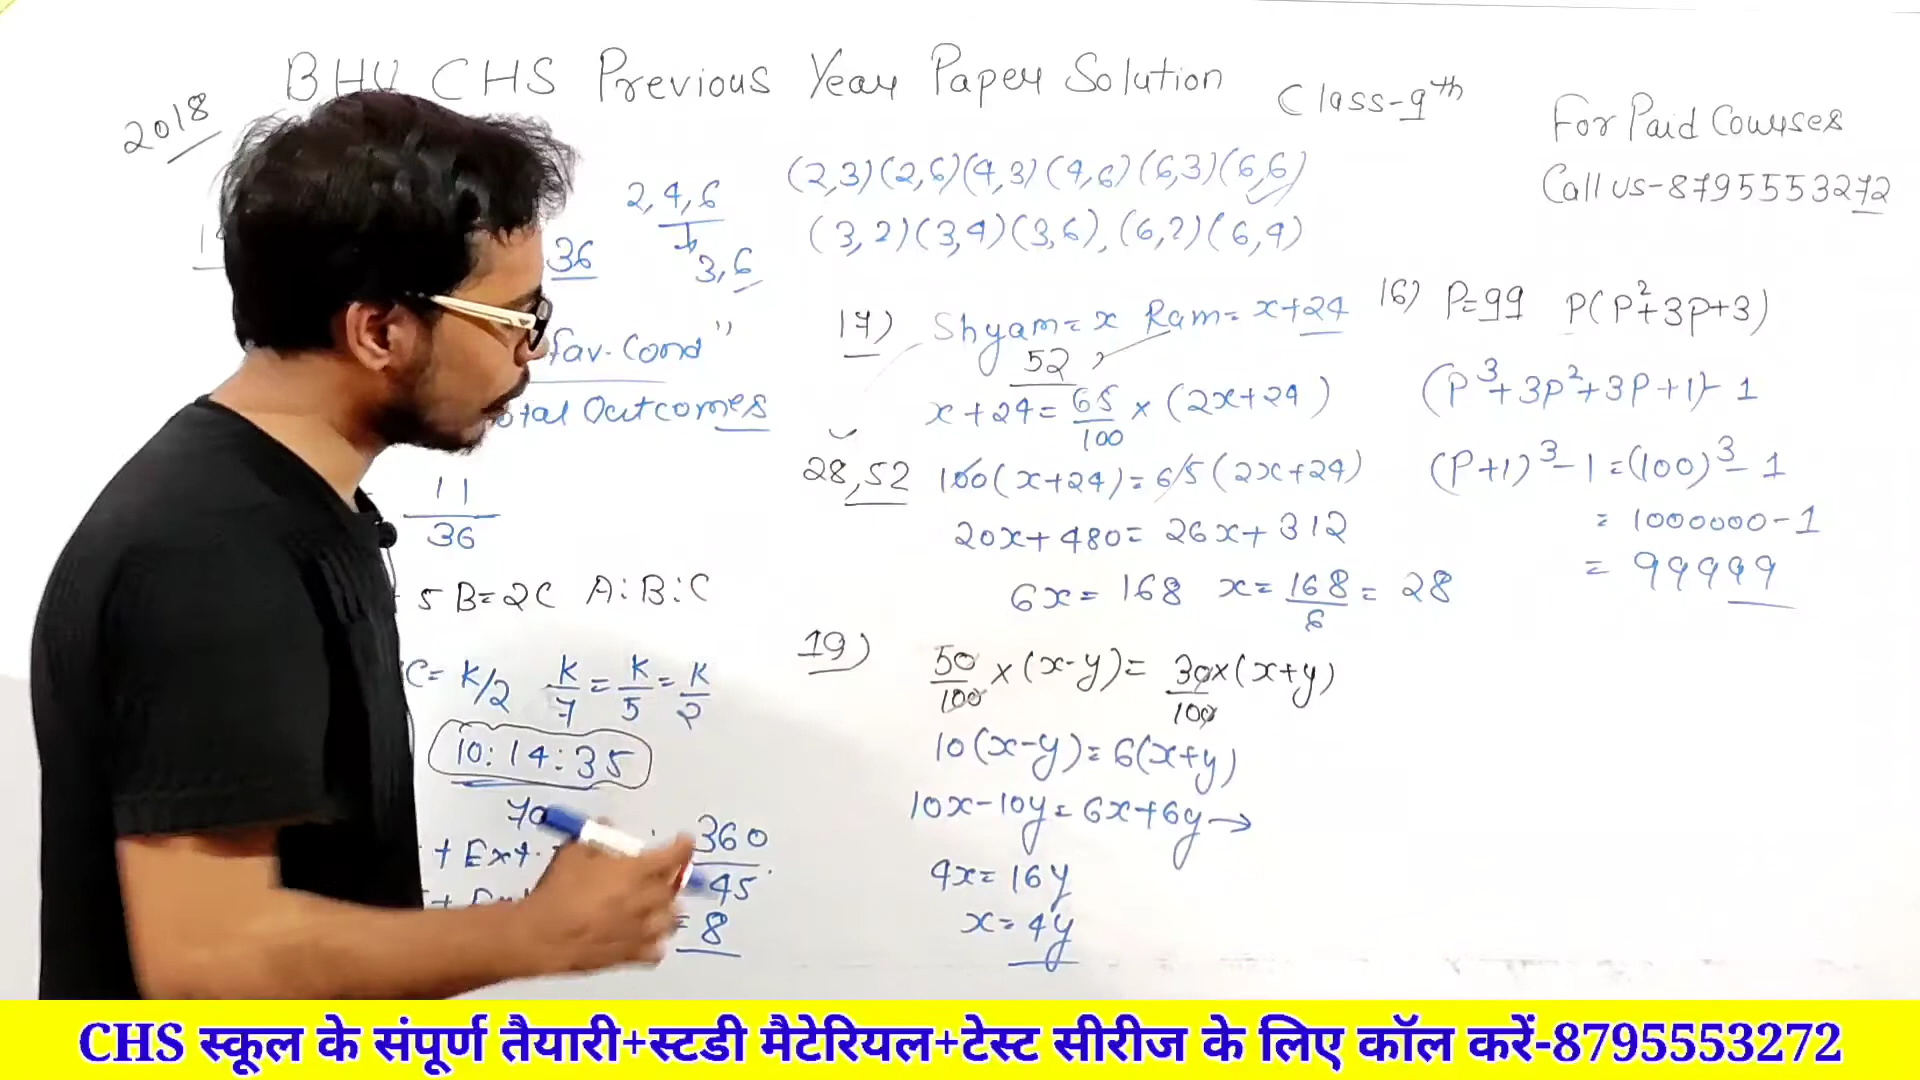 BHU CHS Previous Year Paper Solution
Class-9th
2018
For Paid Courses
Call us-8795553272
2,4,6
3,6
36
(2,3)(2,6)(4,3)(4,6)(6,3)(6,6)
(3,2)(3,4)(3,6),(6,2)(6,4)
fav. Cond"
Outcomes
11
36
5B=2C A:B:C
C= K/2 K/7 = K/5 = K/2
10:14:35
70
+ Ext.
360
45
= 8
17) Shyam= x Ram= x+24
52
x+24= 65/100 × (2x+24)
28,52 100(x+24)=65(2x+24)
20x+480= 26x+312
6x= 168 x= 168/6 = 28
16) P=99 P(P²+3P+3)
(P³+3P²+3P+1)-1
(P+1)³-1=(100)³-1
= 1000000-1
= 99999
19) 50/100 ×(x-y)= 30/100 ×(x+y)
10(x-y)=6(x+y)
10x-10y=6x+6y→
4x=16y
x=4y
CHS स्कूल के संपूर्ण तैयारी+स्टडी मैटेरियल+टेस्ट सीरीज के लिए कॉल करें-8795553272